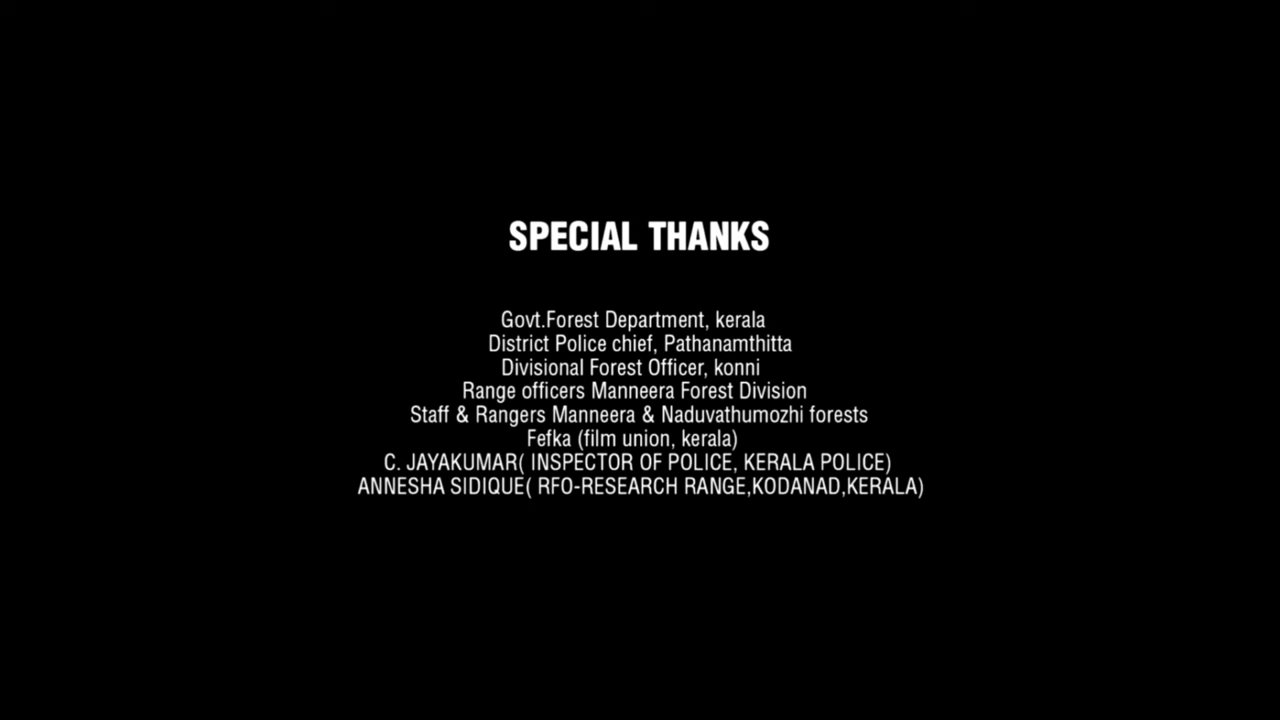 SPECIAL THANKS
Govt.Forest Department, kerala
District Police chief, Pathanamthitta
Divisional Forest Officer, konni
Range officers Manneera Forest Division
Staff & Rangers Manneera & Naduvathumozhi forests
Fefka (film union, kerala)
C. JAYAKUMAR( INSPECTOR OF POLICE, KERALA POLICE)
ANNESHA SIDIQUE( RFO-RESEARCH RANGE,KODANAD,KERALA)